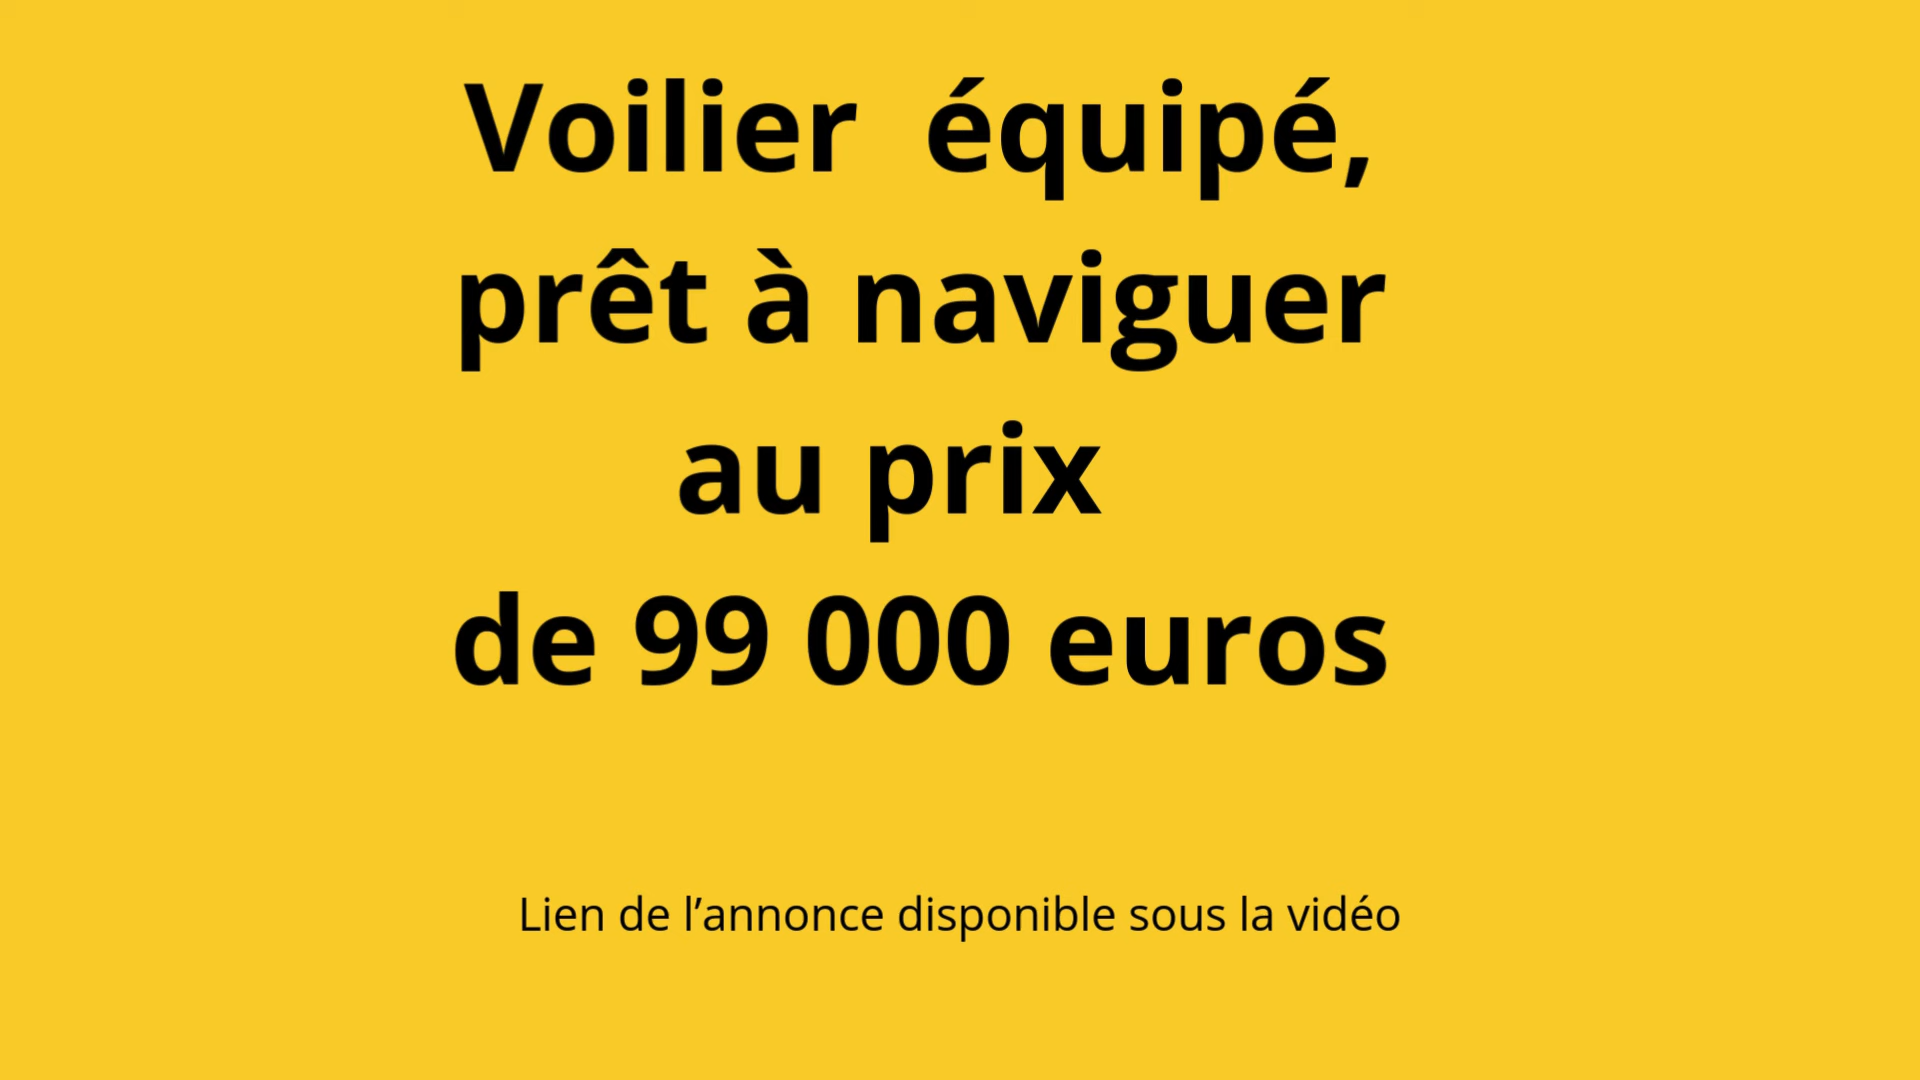 Voilier  équipé,
prêt à naviguer
au prix
de 99 000 euros
Lien de l’annonce disponible sous la vidéo